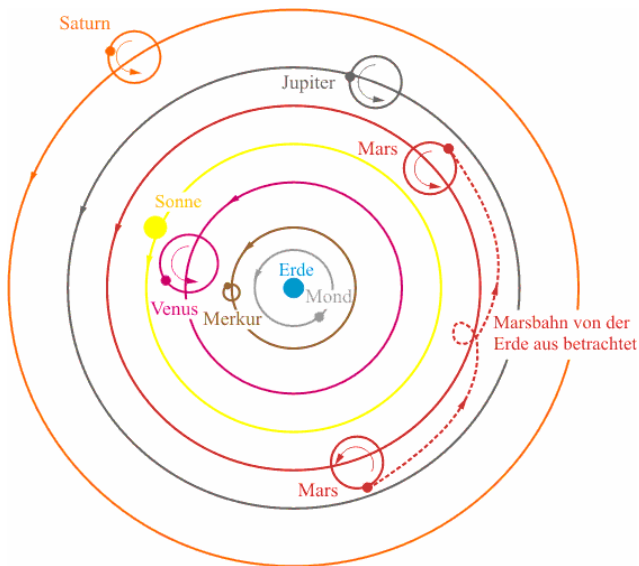 Saturn
Jupiter
Mars
Sonne
Erde
Mond
Venus
Merkur
Marsbahn von der
Erde aus betrachtet
Mars